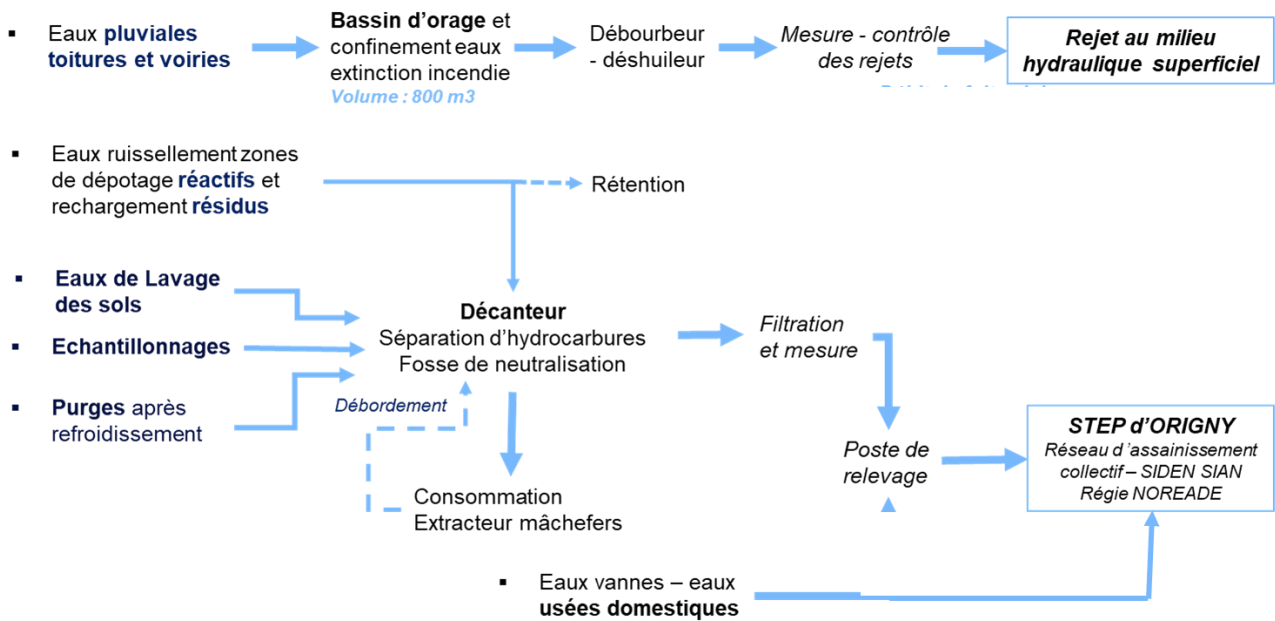 ▪ Eaux pluviales
toitures et voiries
Bassin d’orage et
confinement eaux
extinction incendie
Volume : 800 m3
Débourbeur
- déshuileur
Mesure - contrôle
des rejets
Rejet au milieu
hydraulique superficiel
▪ Eaux ruissellement zones
de dépotage réactifs et
rechargement résidus
Rétention
▪ Eaux de Lavage
des sols
▪ Echantillonnages
▪ Purges après
refroidissement
Décanteur
Séparation d’hydrocarbures
Fosse de neutralisation
Débordement
Consommation
Extracteur mâchefers
Filtration
et mesure
Poste de
relevage
STEP d’ORIGNY
Réseau d’assainissement
collectif – SIDEN SIAN
Régie NOREADE
▪ Eaux vannes – eaux
usées domestiques